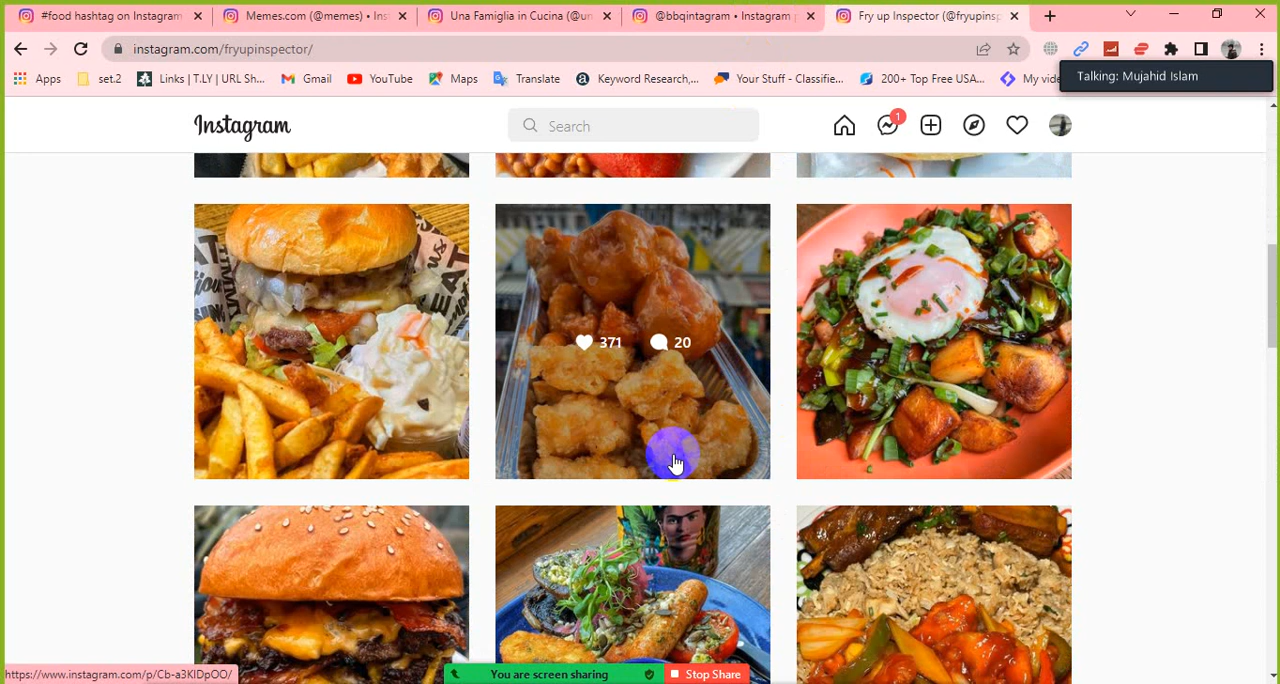 #food hashtag on Instagram
Memes.com (@memes) • Ins
Una Famiglia in Cucina (@un
@bbqintagram • Instagram p
Fry up Inspector (@fryupinsp
instagram.com/fryupinspector/
Apps
set.2
Links | T.LY | URL Sh...
Gmail
YouTube
Maps
Translate
Keyword Research,...
Your Stuff - Classifie...
200+ Top Free USA...
My vide
Talking: Mujahid Islam
Instagram
Search
1
371
20
https://www.instagram.com/p/Cb-a3KlDpOO/
You are screen sharing
Stop Share